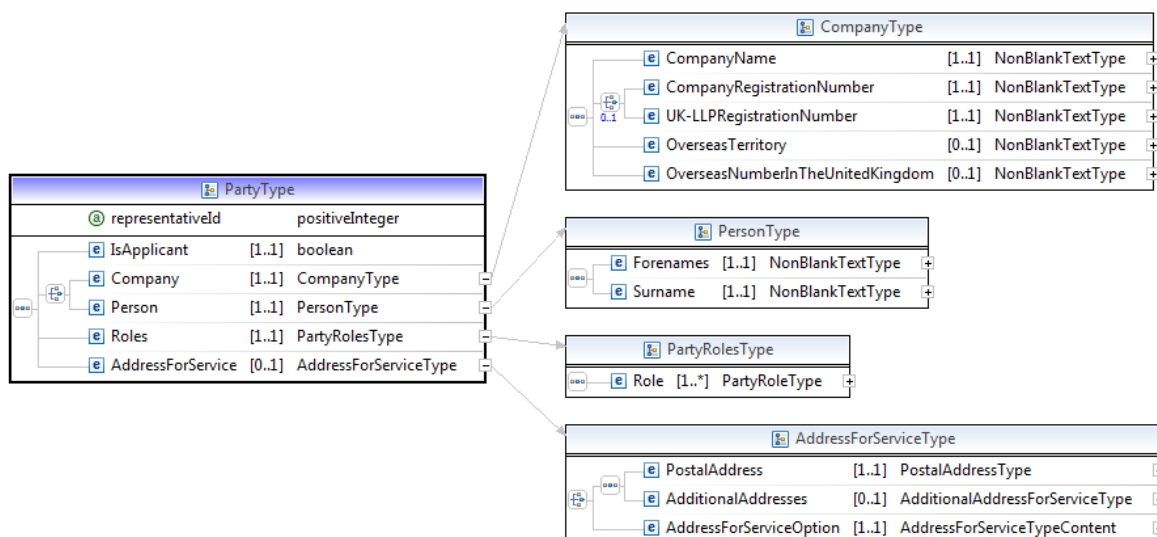 CompanyType
CompanyName [1..1] NonBlankTextType
CompanyRegistrationNumber [1..1] NonBlankTextType
0..1
UK-LLPRegistrationNumber [1..1] NonBlankTextType
OverseasTerritory [0..1] NonBlankTextType
OverseasNumberInTheUnitedKingdom [0..1] NonBlankTextType
PartyType
a representativeId positiveInteger
e IsApplicant [1..1] boolean
e Company [1..1] CompanyType
e Person [1..1] PersonType
e Roles [1..1] PartyRolesType
e AddressForService [0..1] AddressForServiceType
PersonType
e Forenames [1..1] NonBlankTextType
e Surname [1..1] NonBlankTextType
PartyRolesType
e Role [1..*] PartyRoleType
AddressForServiceType
e PostalAddress [1..1] PostalAddressType
e AdditionalAddresses [0..1] AdditionalAddressForServiceType
e AddressForServiceOption [1..1] AddressForServiceTypeContent